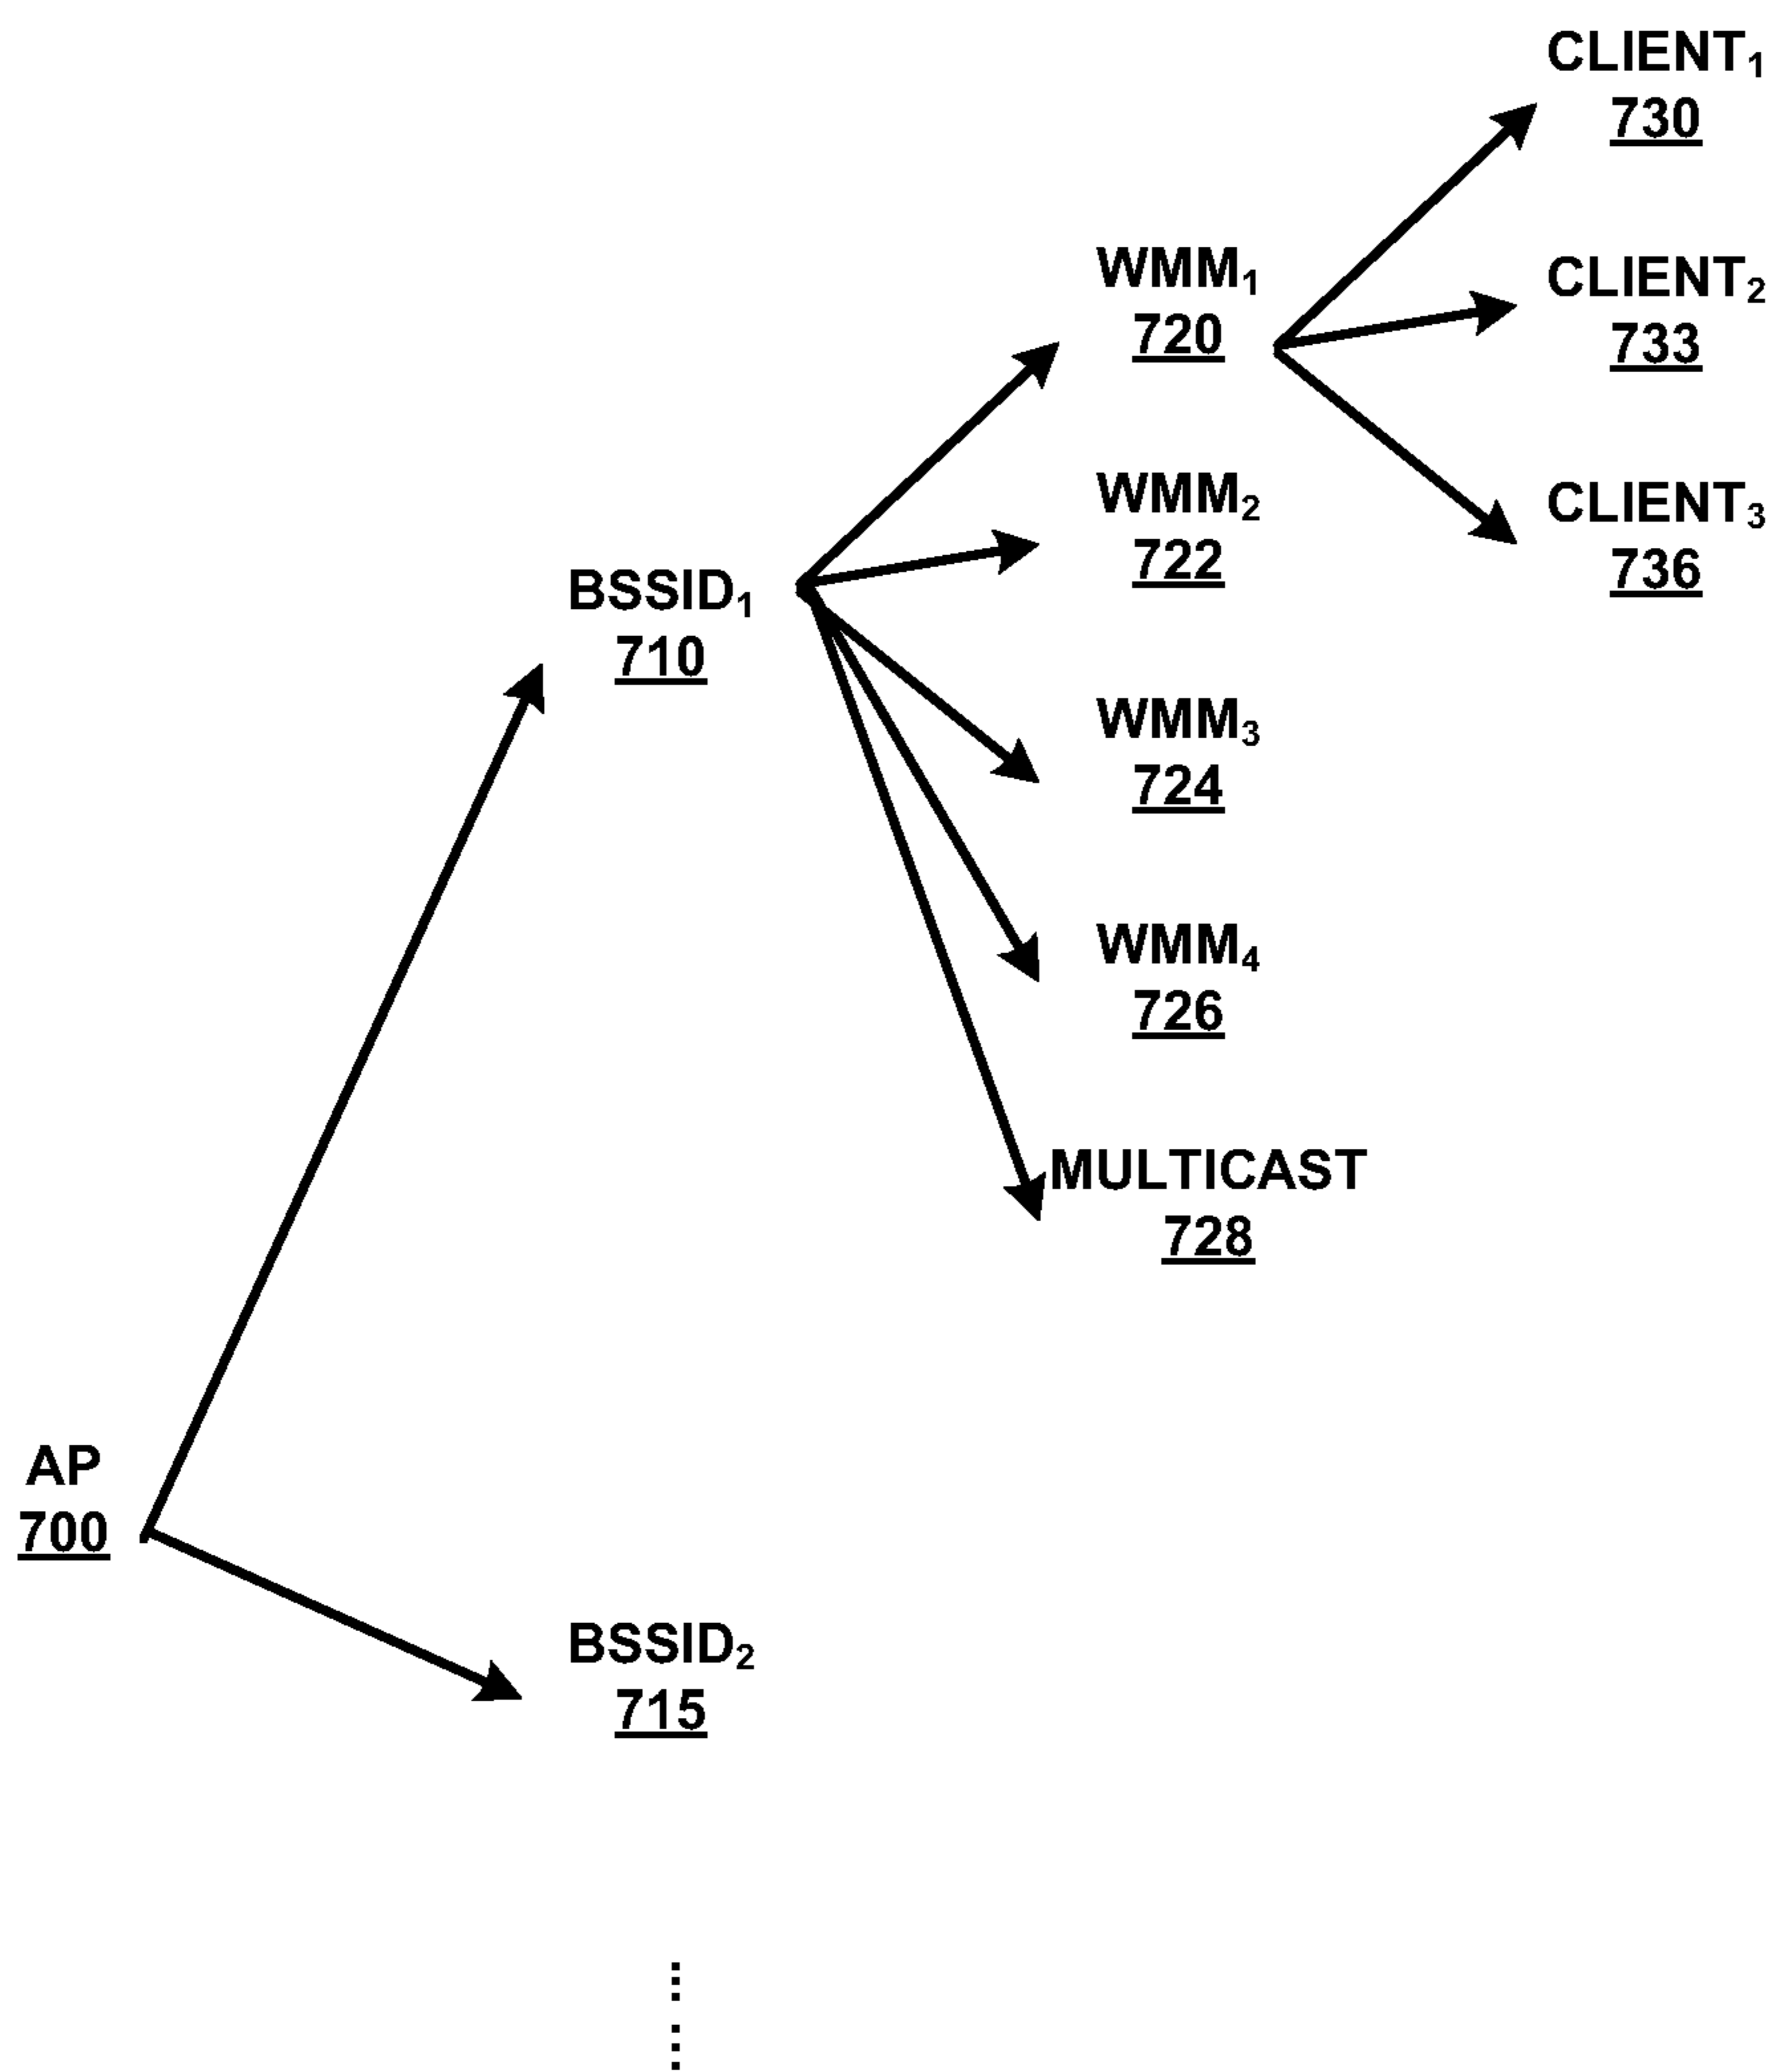 CLIENT₁
730
WMM₁
720
CLIENT₂
733
WMM₂
722
CLIENT₃
736
BSSID₁
710
WMM₃
724
WMM₄
726
MULTICAST
728
AP
700
BSSID₂
715